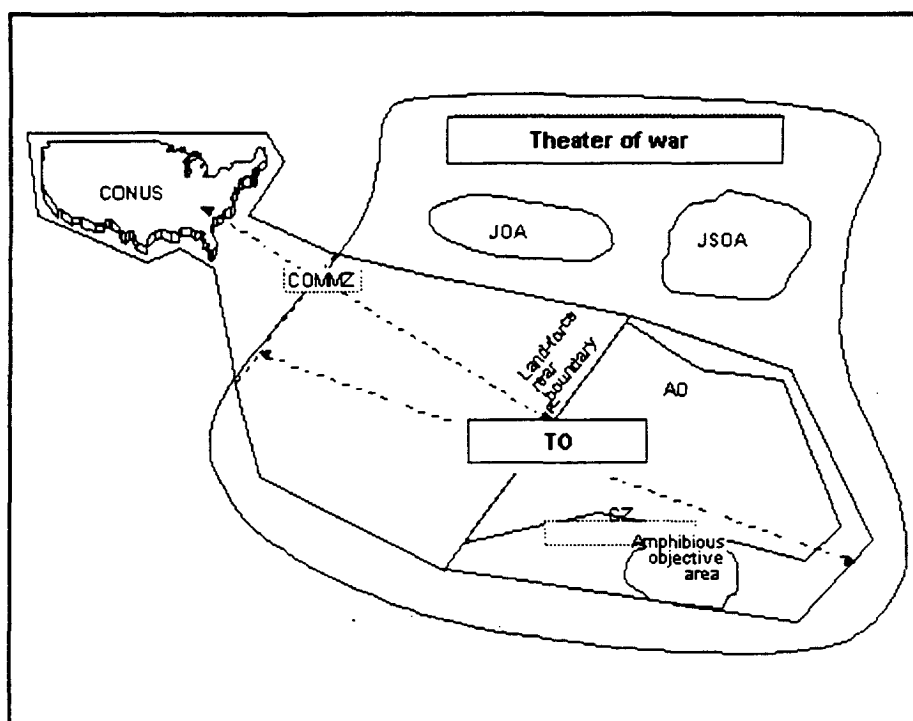 Theater of war
CONUS
JOA
JSOA
COMMZ
Land-force
rear
boundary
AO
TO
CZ
Amphibious
objective
area